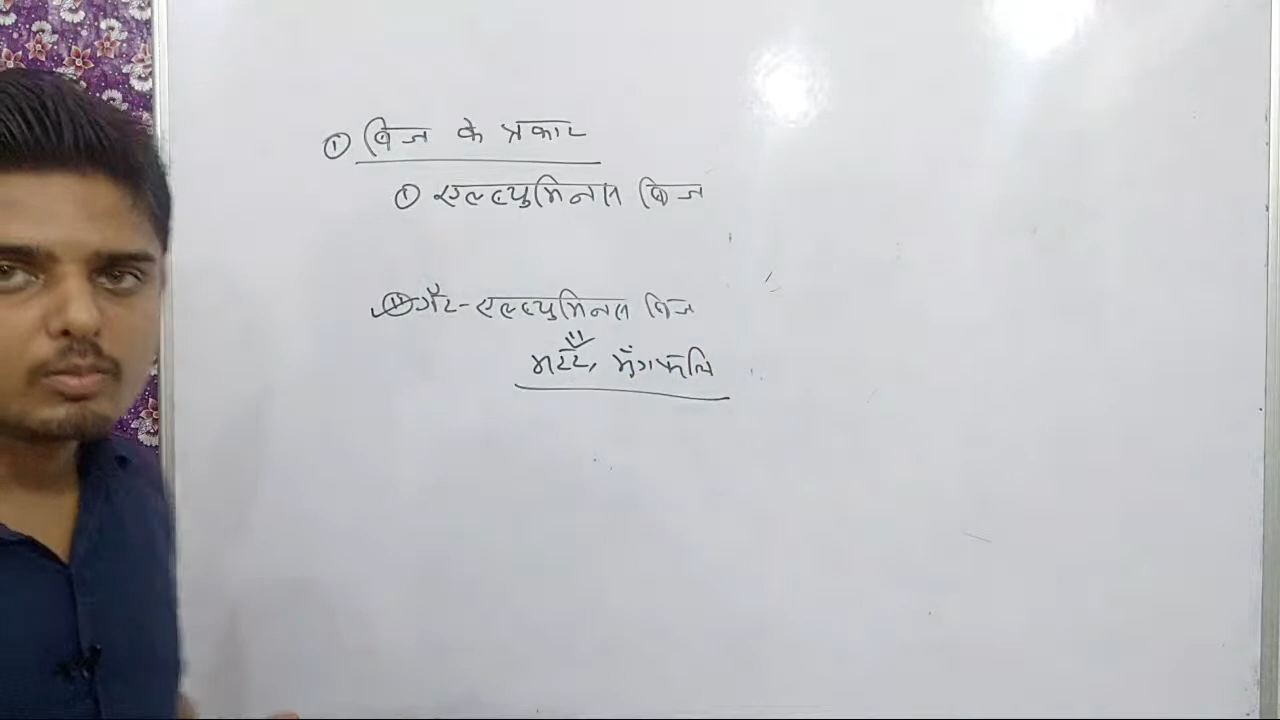 ① बिज के प्रकार
① एल्ब्युमिनस बिज
② गैर-एल्ब्युमिनस बिज
मटर, मूँगफलि